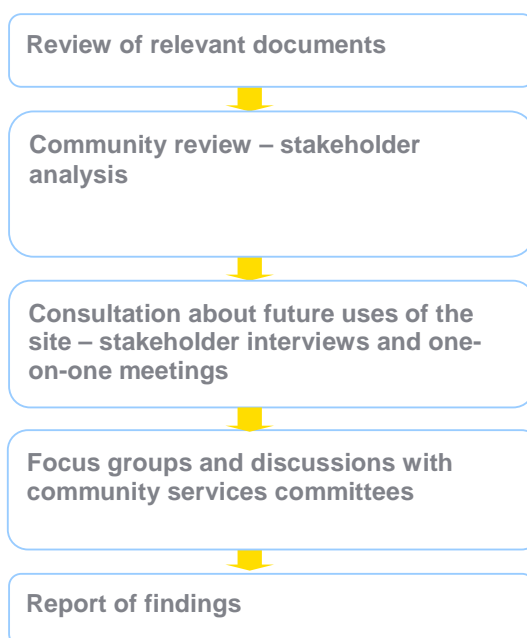 Review of relevant documents
Community review – stakeholder
analysis
Consultation about future uses of the
site – stakeholder interviews and one-
on-one meetings
Focus groups and discussions with
community services committees
Report of findings